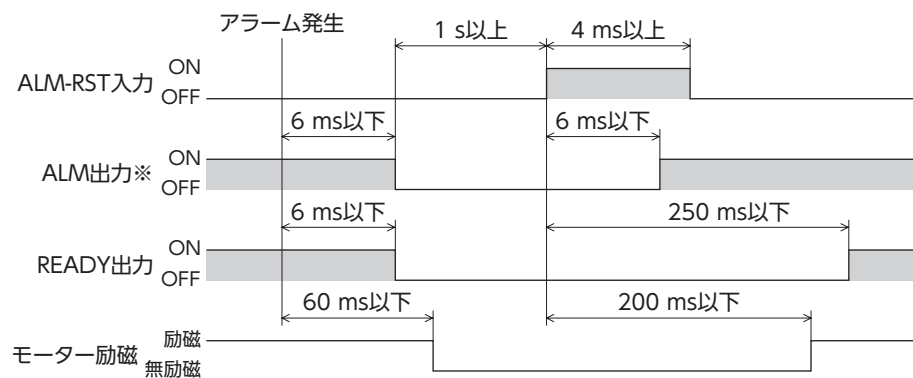 アラーム発生
1 s以上
4 ms以上
ALM-RST入力
ON
OFF
6 ms以下
6 ms以下
ALM出力※
ON
OFF
6 ms以下
250 ms以下
READY出力
ON
OFF
60 ms以下
200 ms以下
モーター励磁
励磁
無励磁